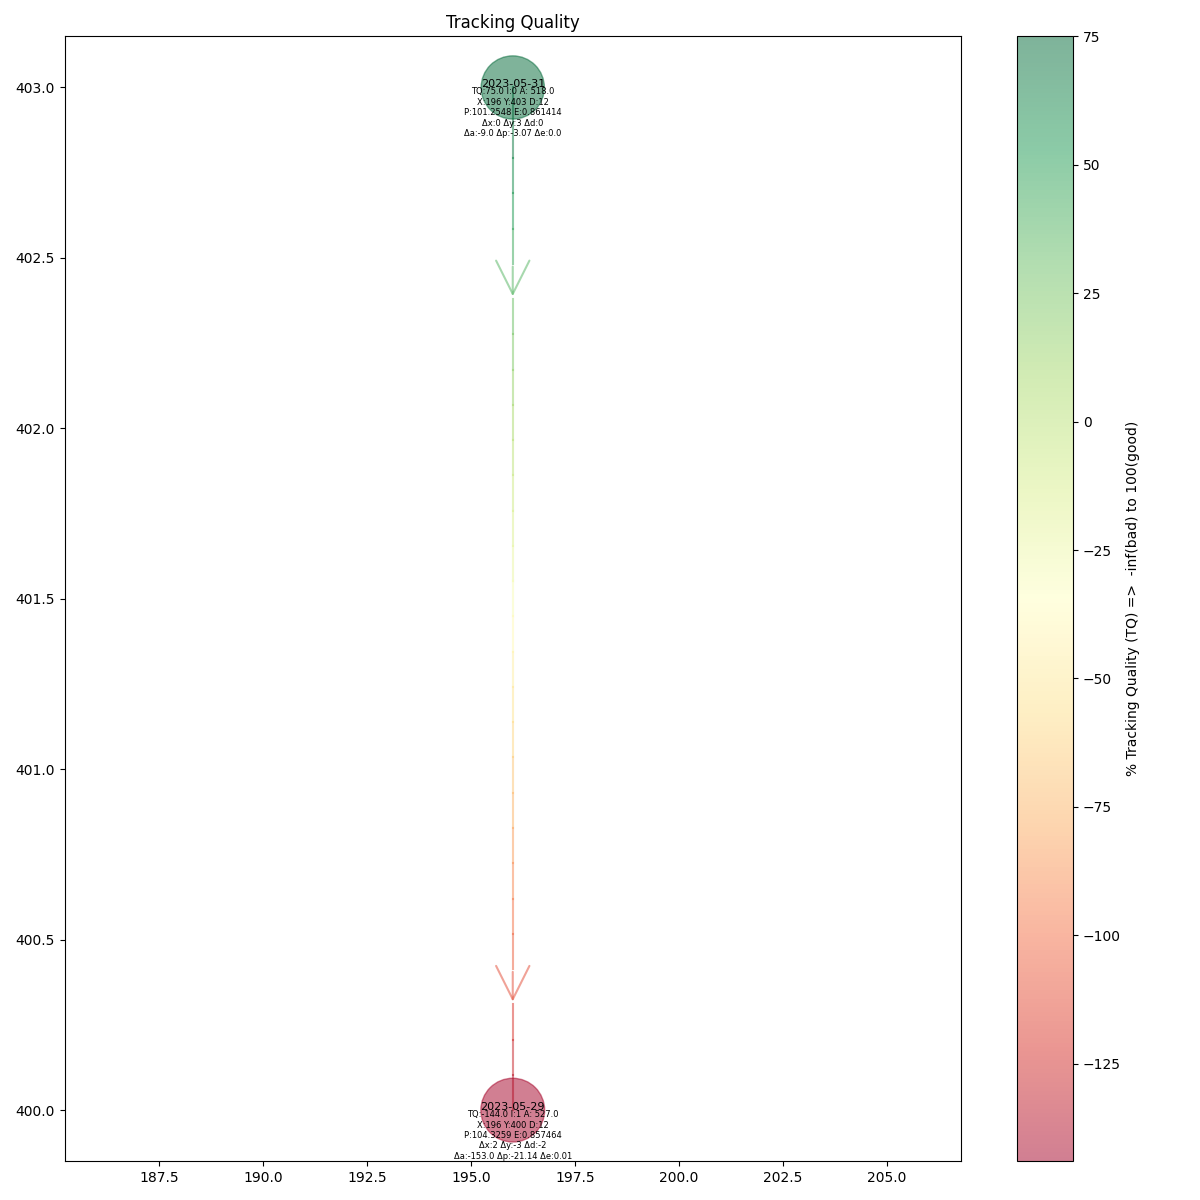 Tracking Quality
403.0
402.5
402.0
401.5
401.0
400.5
400.0
187.5
190.0
192.5
195.0
197.5
200.0
202.5
205.0
2023-05-31
TQ:75.0 I:0 A: 518.0
X:196 Y:403 D:12
P:101.2548 E:0.861414
Δx:0 Δy:3 Δd:0
Δa:-9.0 Δp:-3.07 Δe:0.0
2023-05-29
TQ:-144.0 I:1 A: 527.0
X:196 Y:400 D:12
P:104.3259 E:0.857464
Δx:2 Δy:-3 Δd:-2
Δa:-153.0 Δp:-21.14 Δe:0.01
75
50
25
0
−25
−50
−75
−100
−125
% Tracking Quality (TQ) => -inf(bad) to 100(good)